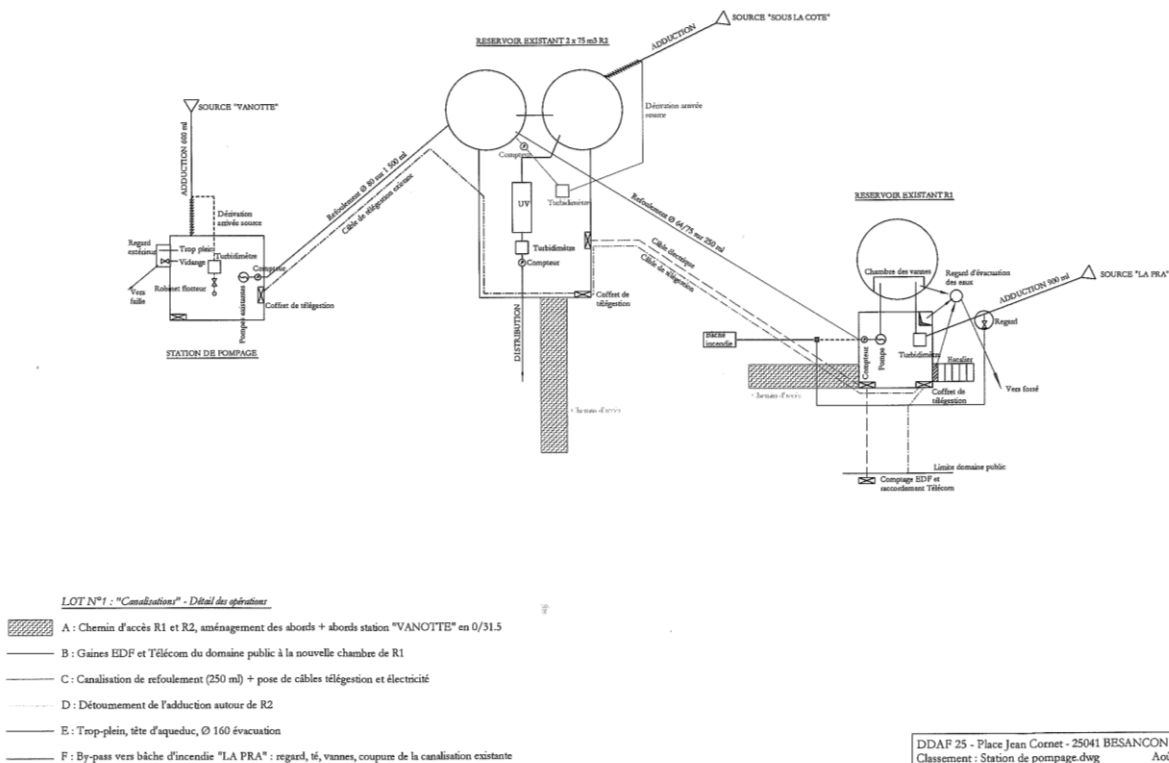 SOURCE "SOUS LA COTE"
ADDUCTION
RESERVOIR EXISTANT 2 x 75 m3 R2
Dérivation arrivée
source
SOURCE "VANOTTE"
ADDUCTION 600 ml
Refoulement Ø 80 sur 1 500 ml
Câble de télégestion existant
Compteur
Turbidimètre
UV
Turbidimètre
Compteur
Coffret de
télégestion
DISTRIBUTION
Chemin d'accès
Dérivation
arrivée source
Regard
extérieur
Trop plein
Vidange
Turbidimètre
Compteur
Robinet flotteur
Pompes existantes
Coffret de télégestion
Vers
faille
STATION DE POMPAGE
Refoulement Ø 64/75 sur 250 ml
Câble électrique
Câble de télégestion
RESERVOIR EXISTANT R1
Chambre des vannes
Regard d'évacuation
des eaux
SOURCE "LA PRA"
ADDUCTION 900 ml
Regard
Bâche
incendie
Compteur
Pompe
Turbidimètre
Escalier
Vers fossé
Chemin d'accès
Coffret de
télégestion
Limite domaine public
Comptage EDF et
raccordement Télécom
LOT N°1 : "Canalisations" - Détail des opérations
A : Chemin d'accès R1 et R2, aménagement des abords + abords station "VANOTTE" en 0/31.5
B : Gaines EDF et Télécom du domaine public à la nouvelle chambre de R1
C : Canalisation de refoulement (250 ml) + pose de câbles télégestion et électricité
D : Détournement de l'adduction autour de R2
E : Trop-plein, tête d'aqueduc, Ø 160 évacuation
F : By-pass vers bâche d'incendie "LA PRA" : regard, té, vannes, coupure de la canalisation existante
DDAF 25 - Place Jean Cornet - 25041 BESANCON
Classement : Station de pompage.dwg